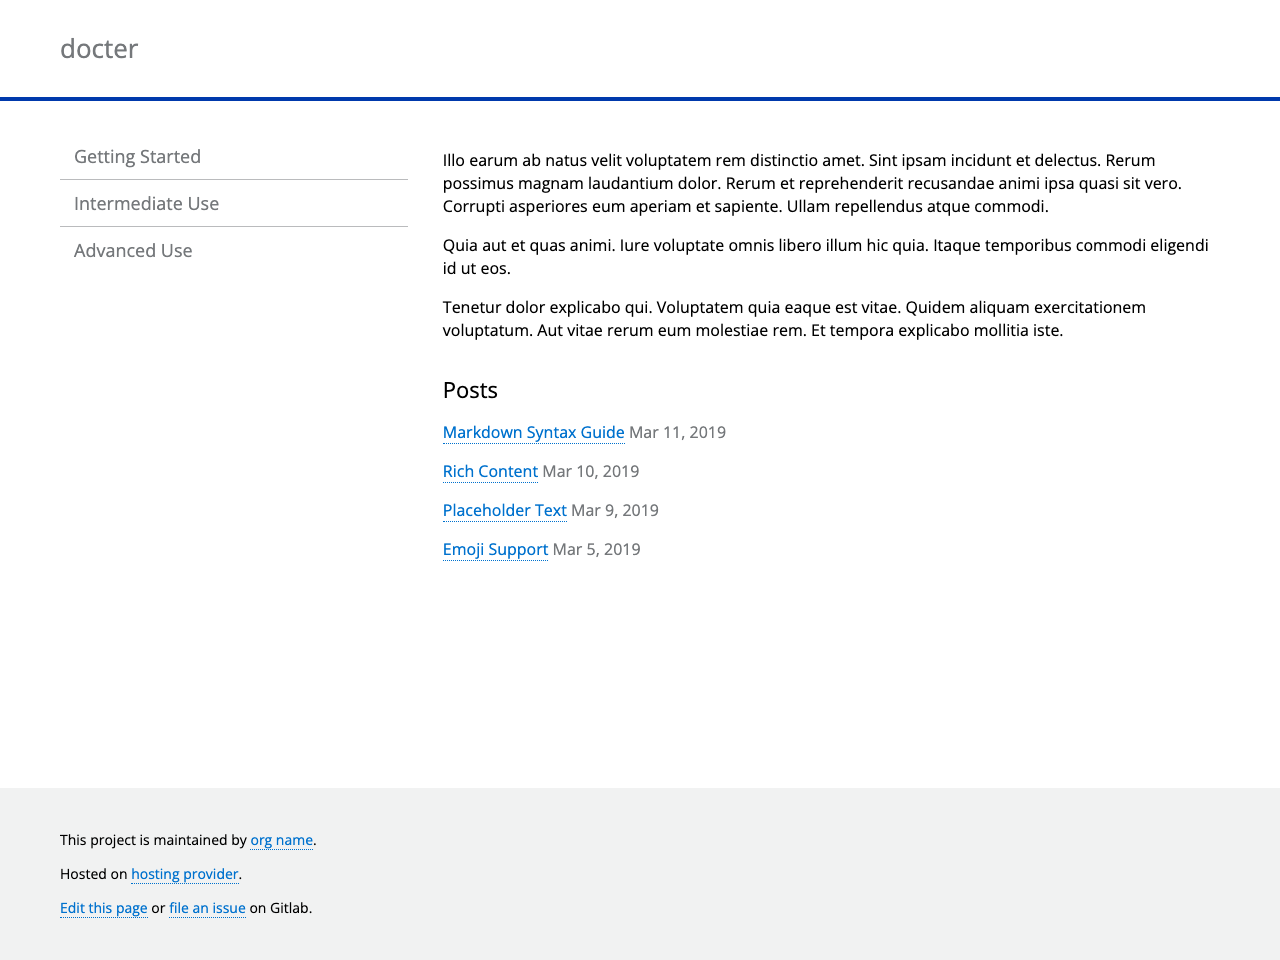 docter
Getting Started
Intermediate Use
Advanced Use
Illo earum ab natus velit voluptatem rem distinctio amet. Sint ipsam incidunt et delectus. Rerum
possimus magnam laudantium dolor. Rerum et reprehenderit recusandae animi ipsa quasi sit vero.
Corrupti asperiores eum aperiam et sapiente. Ullam repellendus atque commodi.
Quia aut et quas animi. Iure voluptate omnis libero illum hic quia. Itaque temporibus commodi eligendi
id ut eos.
Tenetur dolor explicabo qui. Voluptatem quia eaque est vitae. Quidem aliquam exercitationem
voluptatum. Aut vitae rerum eum molestiae rem. Et tempora explicabo mollitia iste.
Posts
Markdown Syntax Guide Mar 11, 2019
Rich Content Mar 10, 2019
Placeholder Text Mar 9, 2019
Emoji Support Mar 5, 2019
This project is maintained by org name.
Hosted on hosting provider.
Edit this page or file an issue on Gitlab.